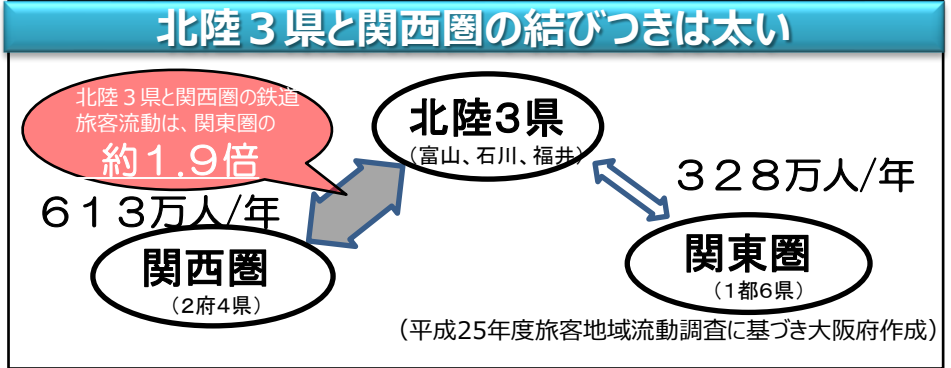 北陸３県と関西圏の結びつきは太い
北陸３県と関西圏の鉄道
旅客流動は、関東圏の
約１.９倍
北陸３県
（富山、石川、福井）
６１３万人/年
３２８万人/年
関西圏
（２府４県）
関東圏
（１都６県）
（平成25年度旅客地域流動調査に基づき大阪府作成）